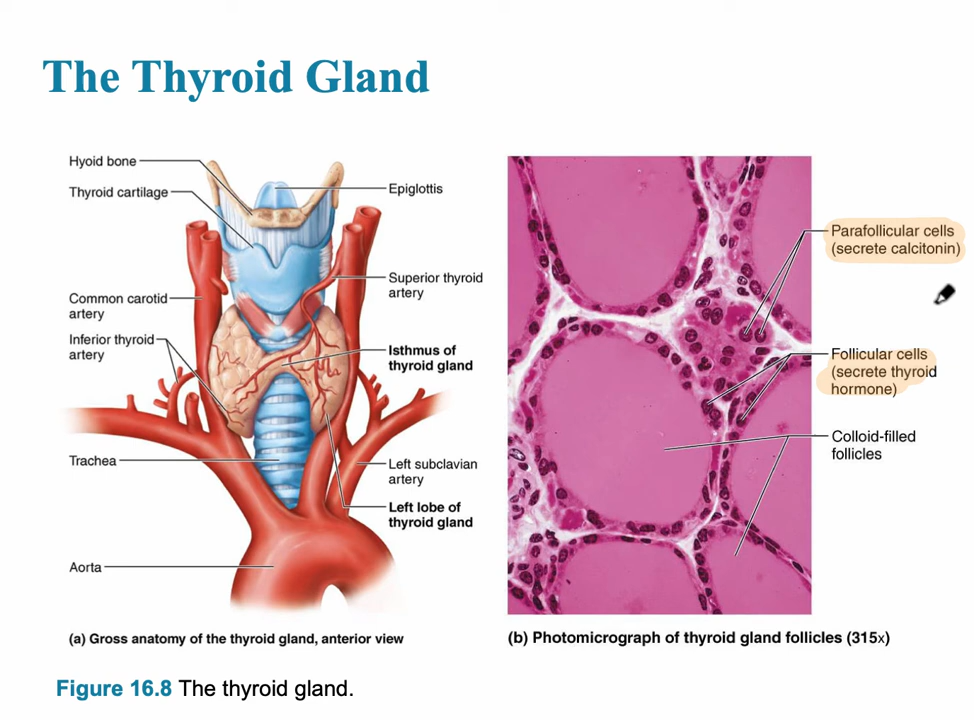 The Thyroid Gland
Hyoid bone
Thyroid cartilage
Common carotid
artery
Inferior thyroid
artery
Trachea
Aorta
Epiglottis
Superior thyroid
artery
Isthmus of
thyroid gland
Left subclavian
artery
Left lobe of
thyroid gland
(a) Gross anatomy of the thyroid gland, anterior view
Parafollicular cells
(secrete calcitonin)
Follicular cells
(secrete thyroid
hormone)
Colloid-filled
follicles
(b) Photomicrograph of thyroid gland follicles (315x)
Figure 16.8 The thyroid gland.